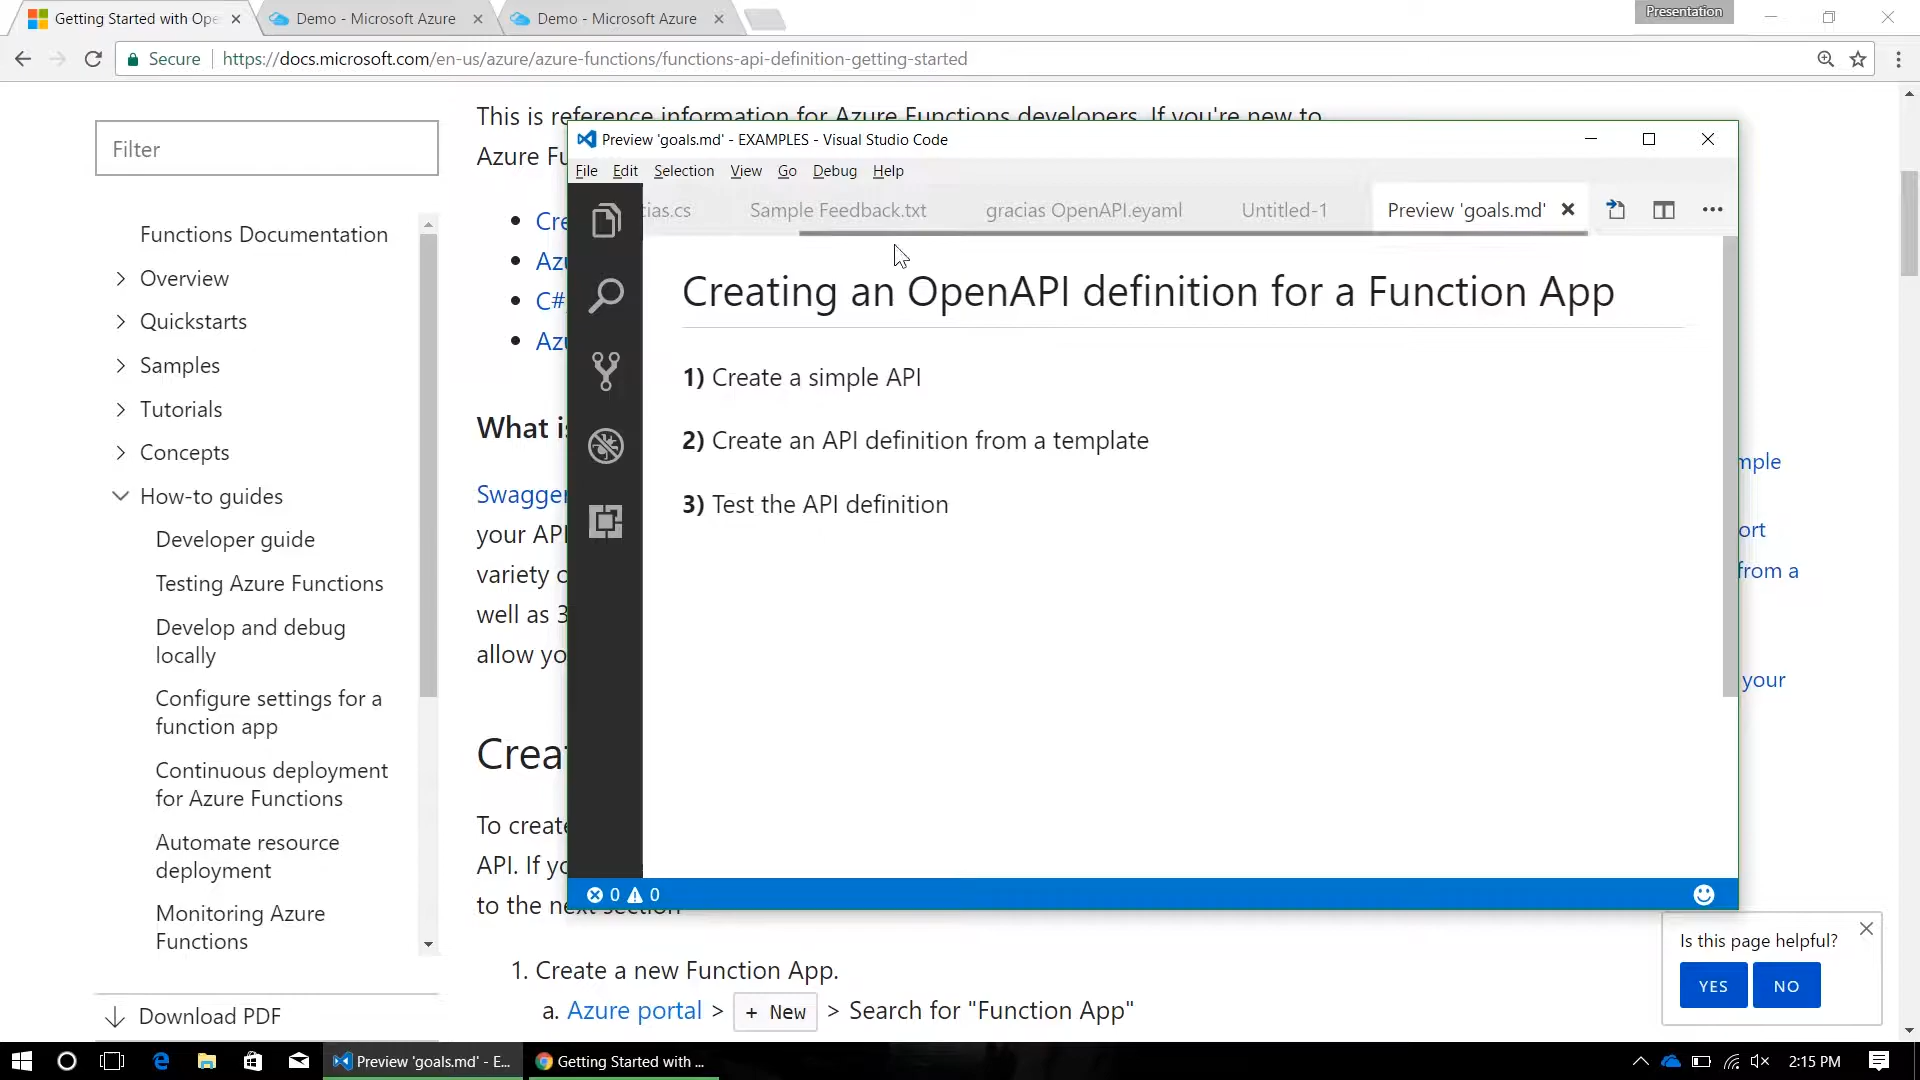 Getting Started with Ope
Demo - Microsoft Azure
Demo - Microsoft Azure
Presentation
Secure
https://docs.microsoft.com/en-us/azure/azure-functions/functions-api-definition-getting-started
Filter
Functions Documentation
Overview
Quickstarts
Samples
Tutorials
Concepts
How-to guides
Developer guide
Testing Azure Functions
Develop and debug
locally
Configure settings for a
function app
Continuous deployment
for Azure Functions
Automate resource
deployment
Monitoring Azure
Functions
Download PDF
This is reference information for Azure Functions developers. If you're new to
Azure Fu
Cre
Azu
C#
Azu
What is
Swagger
your API
variety o
well as 3
allow yo
Creat
To create
API. If yo
to the next section
1. Create a new Function App.
a. Azure portal > + New > Search for "Function App"
mple
ort
from a
your
Preview 'goals.md' - EXAMPLES - Visual Studio Code
File Edit Selection View Go Debug Help
ias.cs
Sample Feedback.txt
gracias OpenAPI.eyaml
Untitled-1
Preview 'goals.md'
Creating an OpenAPI definition for a Function App
1) Create a simple API
2) Create an API definition from a template
3) Test the API definition
0 0
Is this page helpful?
YES NO
Preview 'goals.md' - E...
Getting Started with ...
2:15 PM